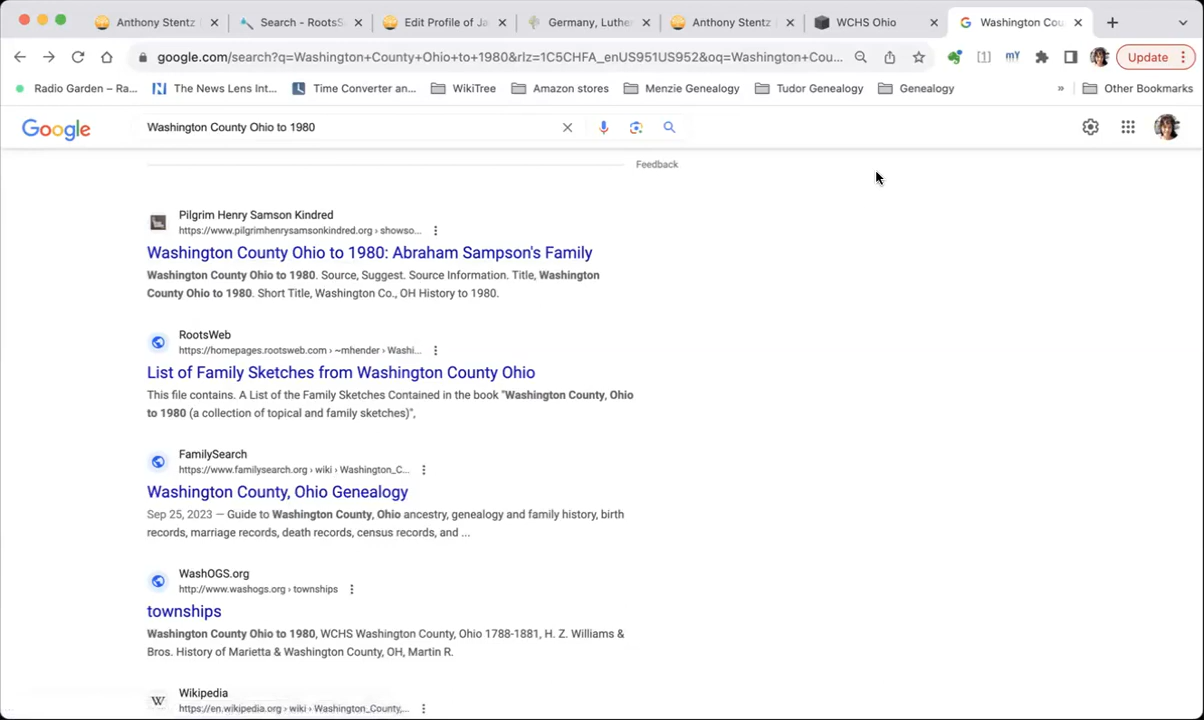 Anthony Stentz
Search - RootsS
Edit Profile of Ja
Germany, Luthe
Anthony Stentz
WCHS Ohio
Washington Cou
google.com/search?q=Washington+County+Ohio+to+1980&rlz=1C5CHFA_enUS951US952&oq=Washington+Cou...
Update
Radio Garden – Ra...
The News Lens Int...
Time Converter an...
WikiTree
Amazon stores
Menzie Genealogy
Tudor Genealogy
Genealogy
»
Other Bookmarks
Google
Washington County Ohio to 1980
Feedback
Pilgrim Henry Samson Kindred
https://www.pilgrimhenrysamsonkindred.org › showso...
Washington County Ohio to 1980: Abraham Sampson's Family
Washington County Ohio to 1980. Source, Suggest. Source Information. Title, Washington
County Ohio to 1980. Short Title, Washington Co., OH History to 1980.
RootsWeb
https://homepages.rootsweb.com › ~mhender › Washi...
List of Family Sketches from Washington County Ohio
This file contains. A List of the Family Sketches Contained in the book "Washington County, Ohio
to 1980 (a collection of topical and family sketches)",
FamilySearch
https://www.familysearch.org › wiki › Washington_C...
Washington County, Ohio Genealogy
Sep 25, 2023 — Guide to Washington County, Ohio ancestry, genealogy and family history, birth
records, marriage records, death records, census records, and ...
WashOGS.org
http://www.washogs.org › townships
townships
Washington County Ohio to 1980, WCHS Washington County, Ohio 1788-1881, H. Z. Williams &
Bros. History of Marietta & Washington County, OH, Martin R.
Wikipedia
https://en.wikipedia.org › wiki › Washington_County,...